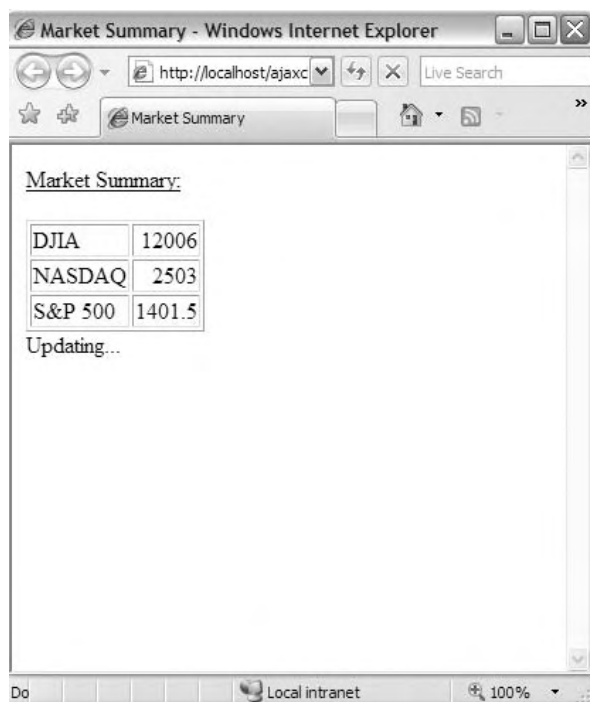 Market Summary - Windows Internet Explorer
http://localhost/ajaxc
Live Search
Market Summary
»
Market Summary:
DJIA 12006
NASDAQ 2503
S&P 500 1401.5
Updating...
Do
Local intranet
100%